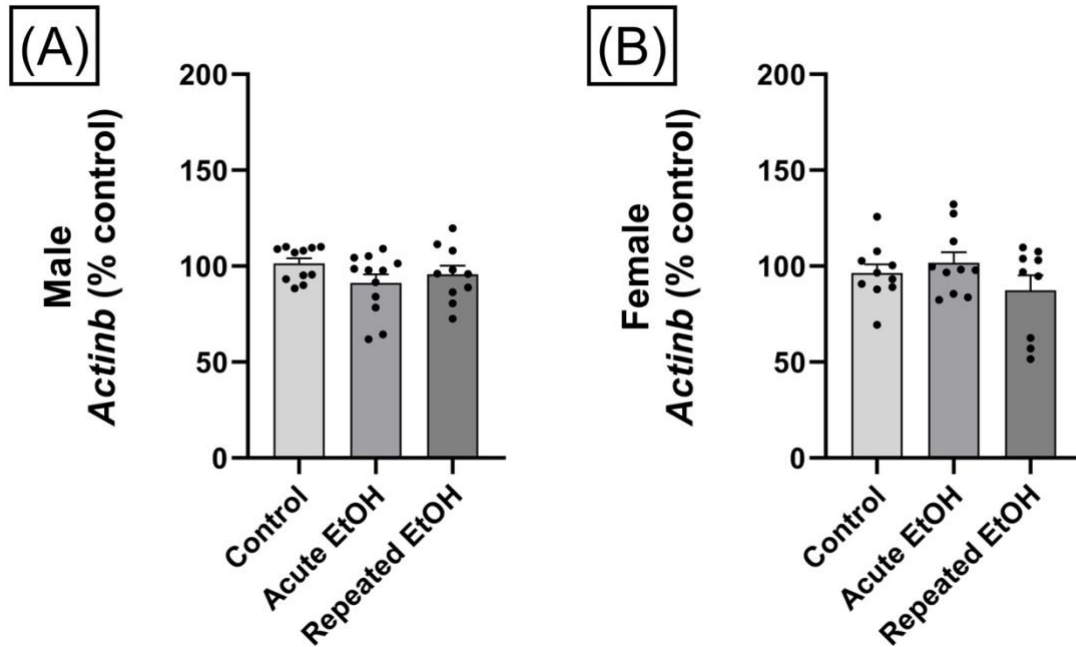 (A)
Male
Actinb (% control)
200
150
100
50
0
Control
Acute EtOH
Repeated EtOH
(B)
Female
Actinb (% control)
200
150
100
50
0
Control
Acute EtOH
Repeated EtOH